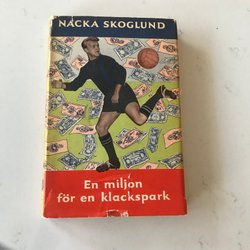 NACKA SKOGLUND
En miljon
för en klackspark